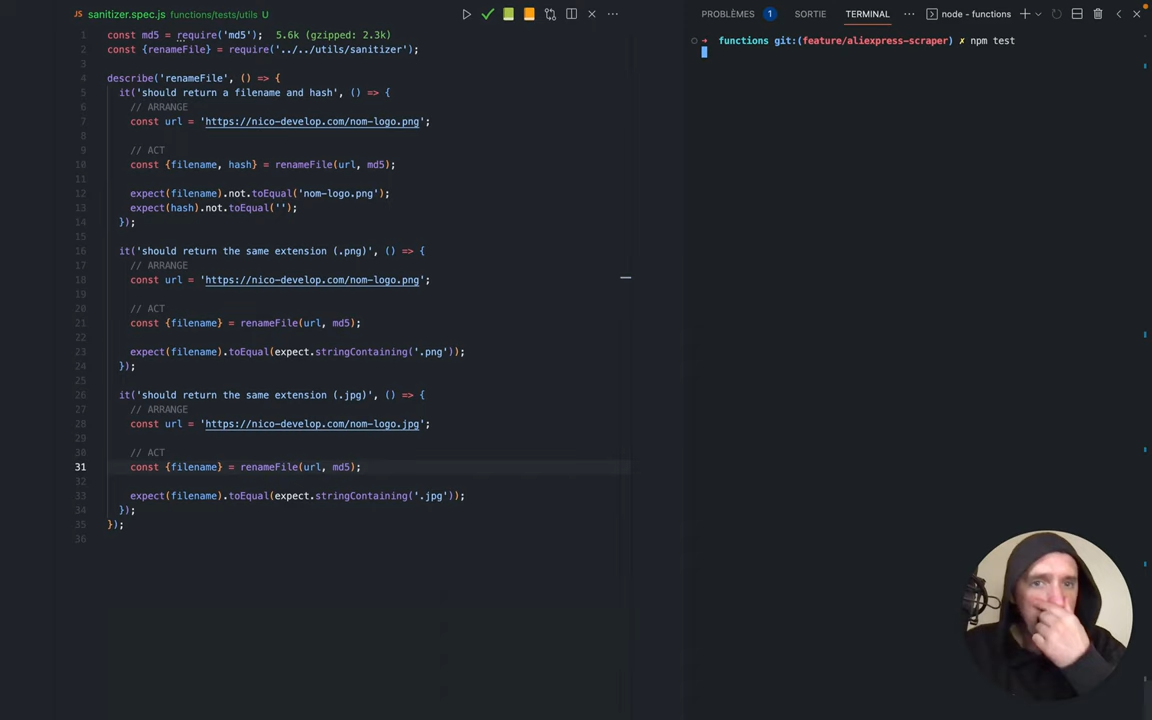 JS sanitizer.spec.js functions/tests/utils U
1 const md5 = require('md5'); 5.6k (gzipped: 2.3k)
2 const {renameFile} = require('../../utils/sanitizer');
3
4 describe('renameFile', () => {
5 it('should return a filename and hash', () => {
6 // ARRANGE
7 const url = 'https://nico-develop.com/nom-logo.png';
8
9 // ACT
10 const {filename, hash} = renameFile(url, md5);
11
12 expect(filename).not.toEqual('nom-logo.png');
13 expect(hash).not.toEqual('');
14 });
15
16 it('should return the same extension (.png)', () => {
17 // ARRANGE
18 const url = 'https://nico-develop.com/nom-logo.png';
19
20 // ACT
21 const {filename} = renameFile(url, md5);
22
23 expect(filename).toEqual(expect.stringContaining('.png'));
24 });
25
26 it('should return the same extension (.jpg)', () => {
27 // ARRANGE
28 const url = 'https://nico-develop.com/nom-logo.jpg';
29
30 // ACT
31 const {filename} = renameFile(url, md5);
32
33 expect(filename).toEqual(expect.stringContaining('.jpg'));
34 });
35 });
36
PROBLÈMES 1 SORTIE TERMINAL ··· node - functions
→ functions git:(feature/aliexpress-scraper) ✗ npm test